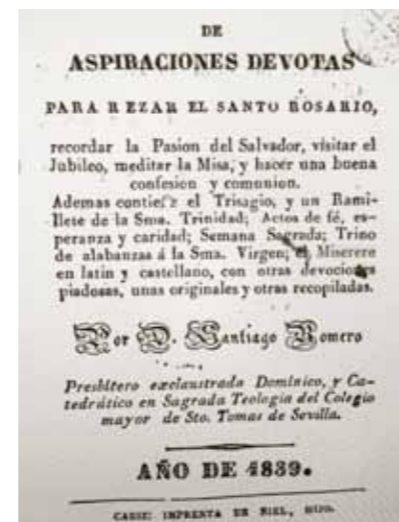 DE
ASPIRACIONES DEVOTAS
PARA REZAR EL SANTO ROSARIO,
recordar la Pasion del Salvador, visitar el
Jubileo, meditar la Misa, y hacer una buena
confesion y comunion.
Ademas contiene el Trisagio, y un Rami-
llete de la Sma. Trinidad; Actos de fé, es-
peranza y caridad; Semana Sagrada; Trino
de alabanzas á la Sma. Virgen; el Miserere
en latin y castellano, con otras devociones
piadosas, unas originales y otras recopiladas.
Por D. Santiago Romero
Presbítero exclaustrado Domínico, y Ca-
tedrático en Sagrada Teologia del Colegio
mayor de Sto. Tomas de Sevilla.
AÑO DE 1839.
IMPRENTA DE